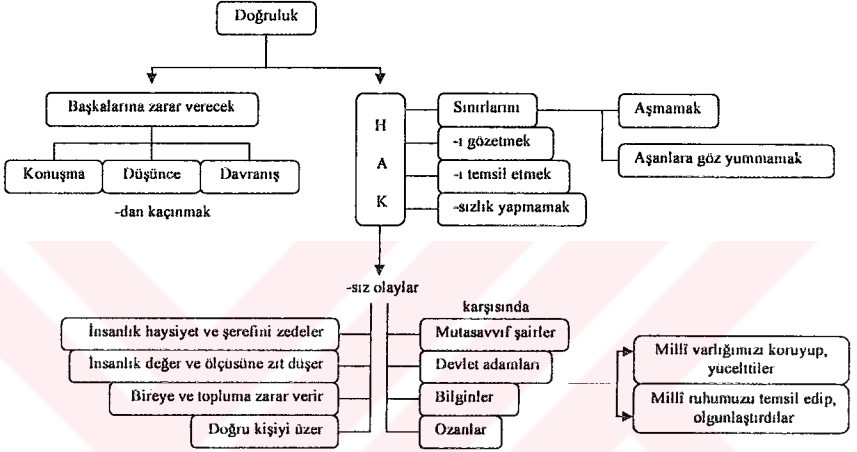 Doğruluk
Başkalarına zarar verecek
Konuşma
Düşünce
Davranış
-dan kaçınmak
H
A
K
Sınırlarını
Aşmamak
Aşanlara göz yummamak
-ı gözetmek
-ı temsil etmek
-sızlık yapmamak
-sız olaylar
İnsanlık haysiyet ve şerefini zedeler
İnsanlık değer ve ölçüsüne zıt düşer
Bireye ve topluma zarar verir
Doğru kişiyi üzer
karşısında
Mutasavvıf şairler
Devlet adamları
Bilginler
Ozanlar
Millî varlığımızı koruyup,
yücelttiler
Millî ruhumuzu temsil edip,
olgunlaştırdılar